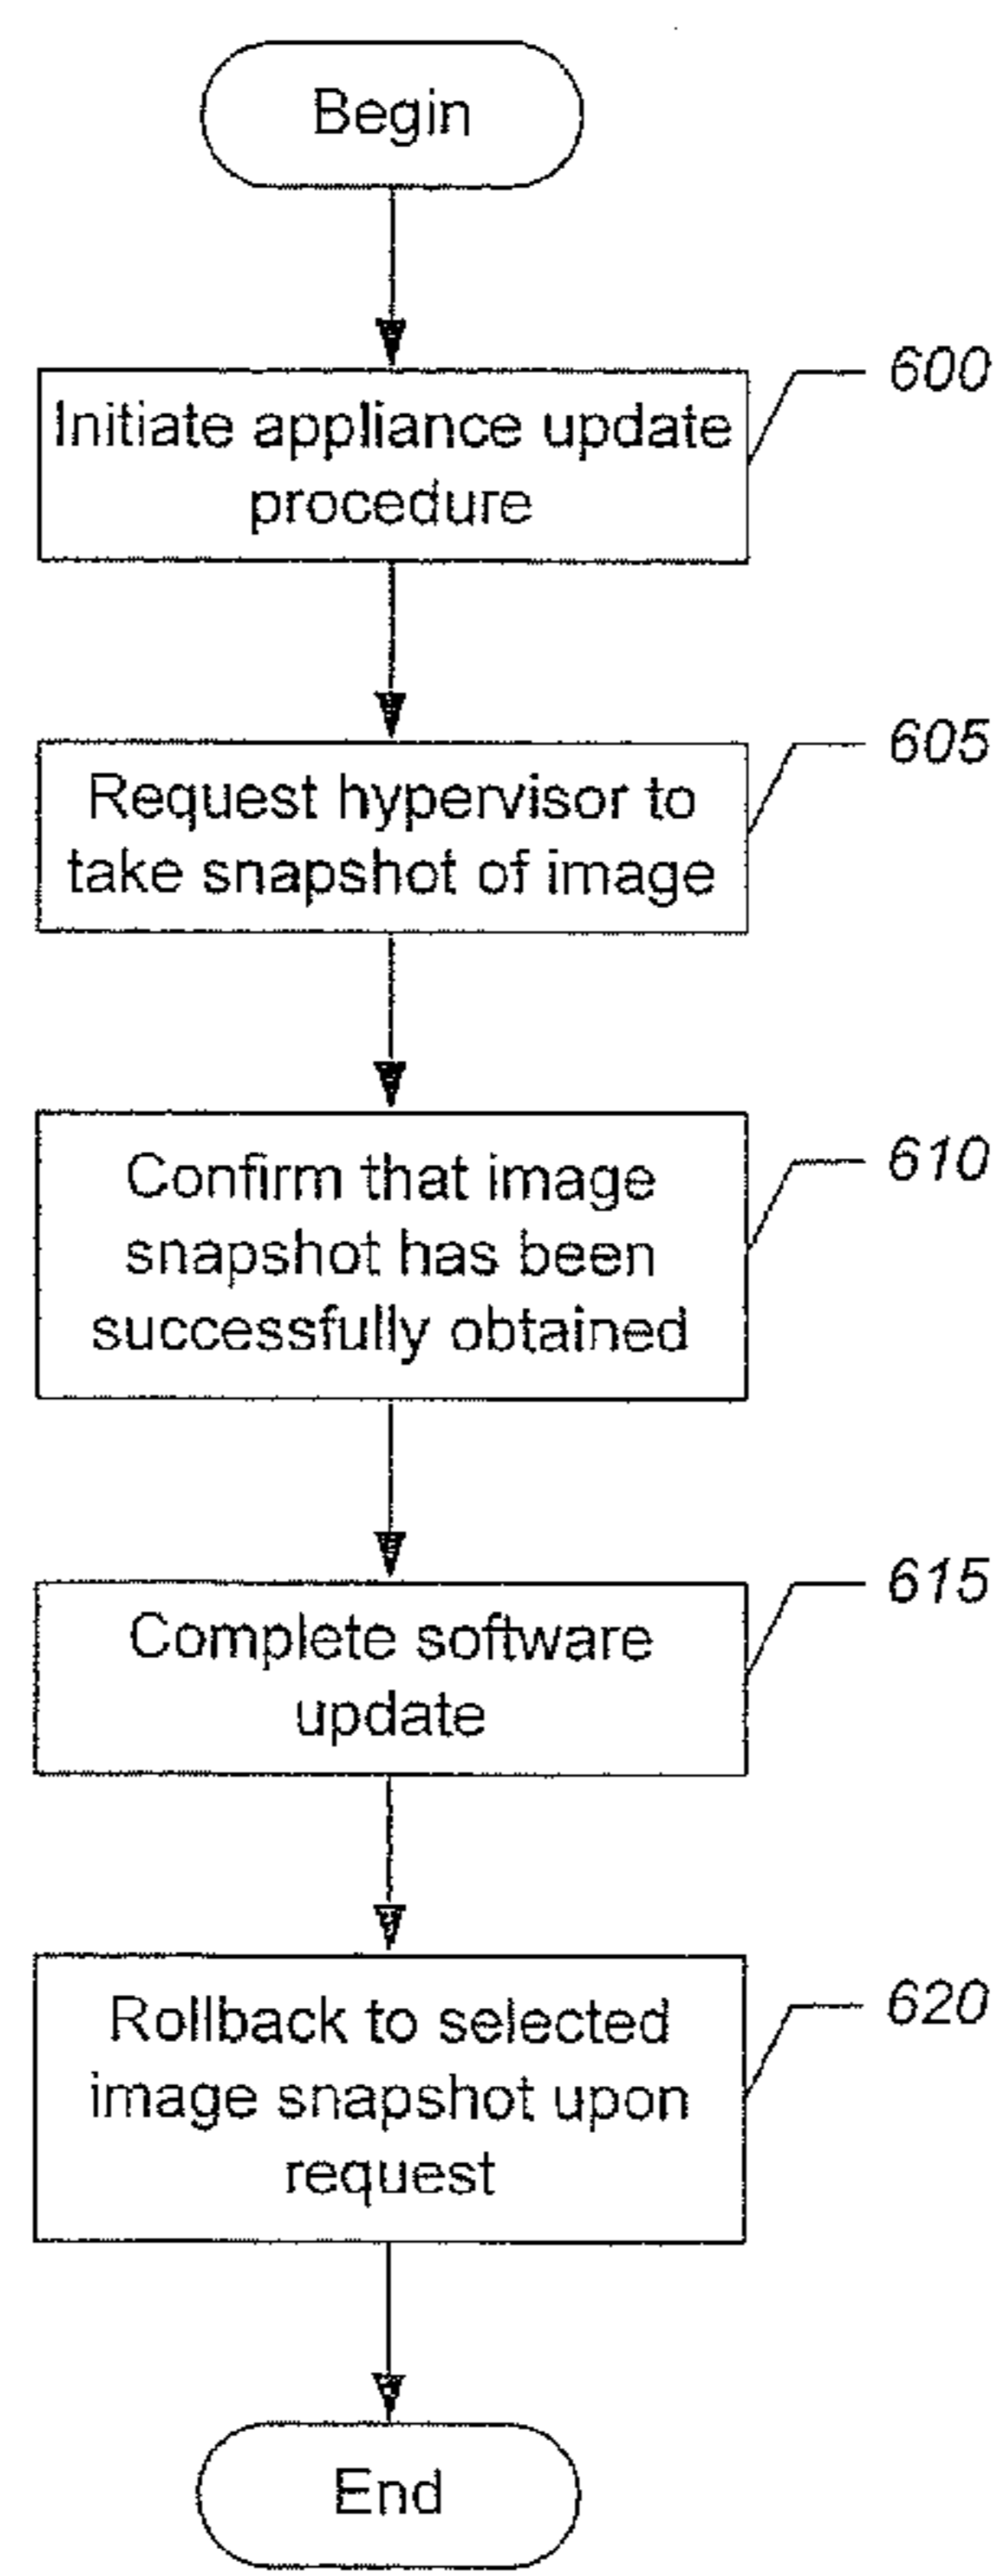 Begin
600
Initiate appliance update
procedure
605
Request hypervisor to
take snapshot of image
610
Confirm that image
snapshot has been
successfully obtained
615
Complete software
update
620
Rollback to selected
image snapshot upon
request
End